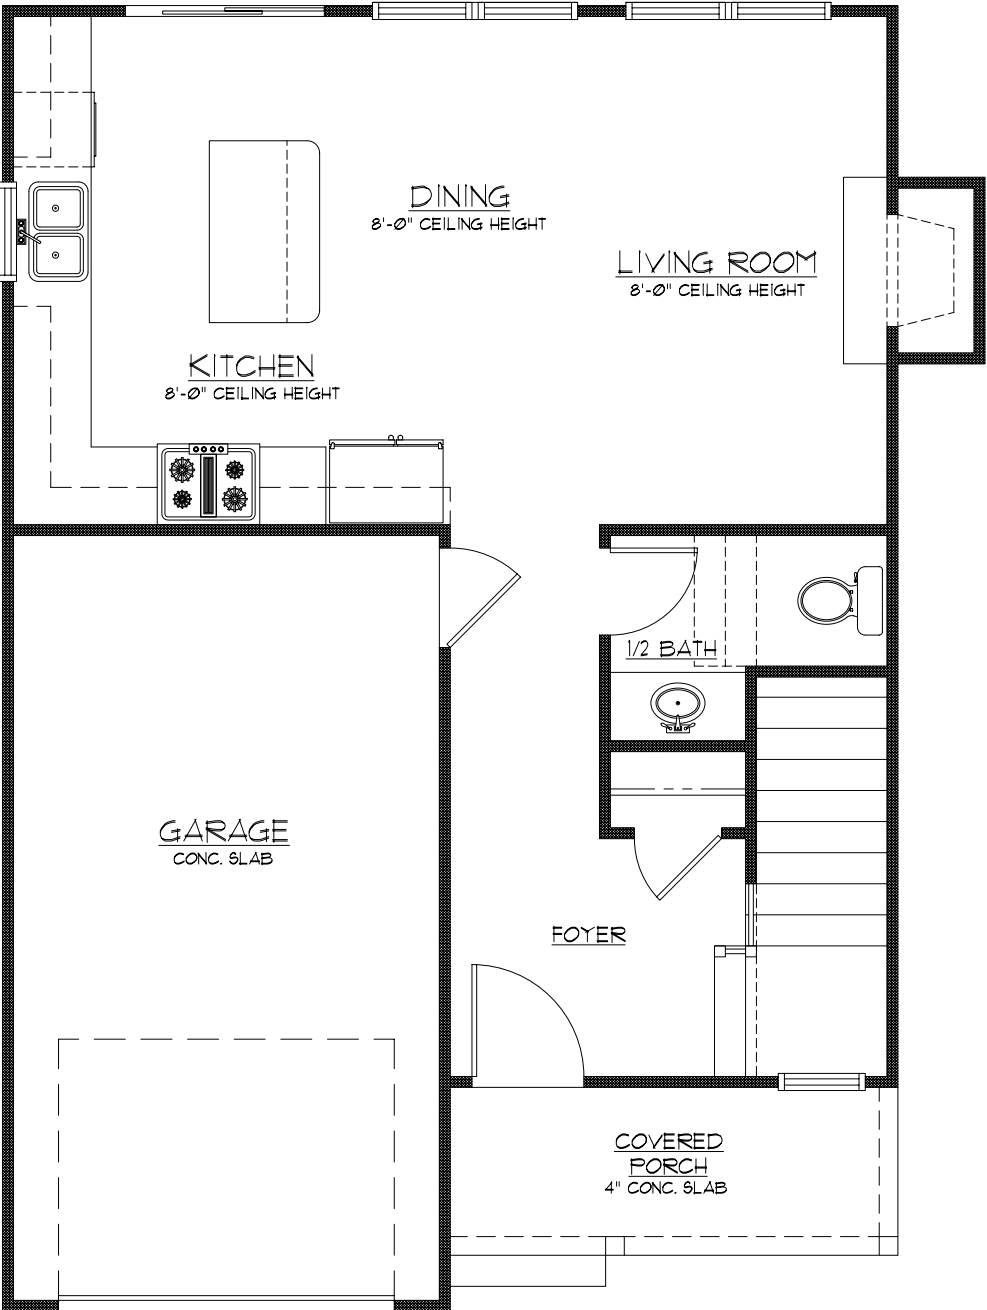 DINING
8'-0" CEILING HEIGHT
LIVING ROOM
8'-0" CEILING HEIGHT
KITCHEN
8'-0" CEILING HEIGHT
1/2 BATH
GARAGE
CONC. SLAB
FOYER
COVERED
PORCH
4" CONC. SLAB